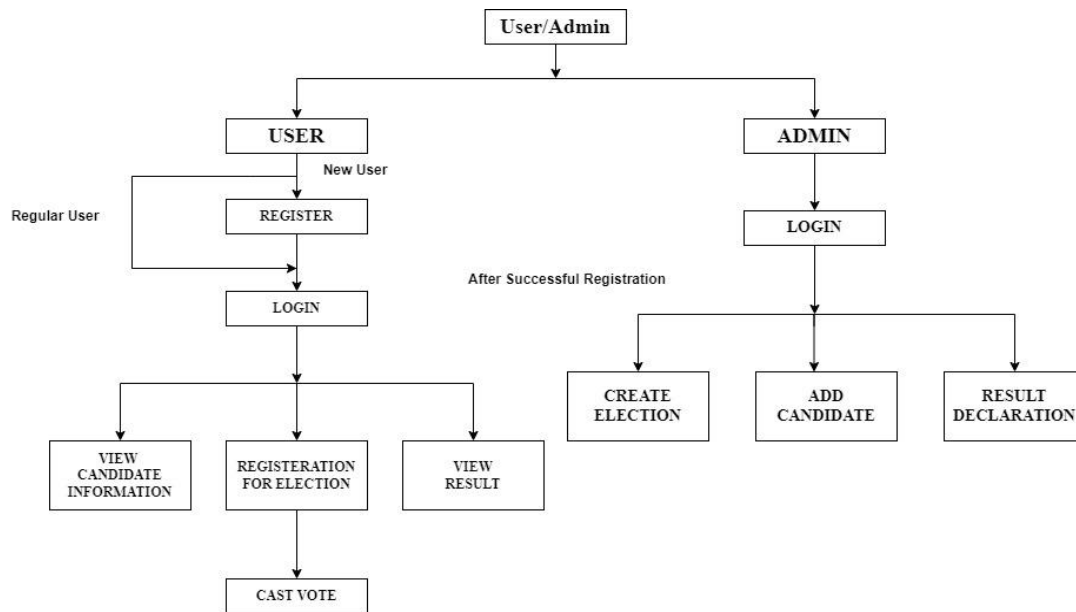 User/Admin
USER
ADMIN
New User
Regular User
REGISTER
LOGIN
After Successful Registration
LOGIN
CREATE
ELECTION
ADD
CANDIDATE
RESULT
DECLARATION
VIEW
CANDIDATE
INFORMATION
REGISTERATION
FOR ELECTION
VIEW
RESULT
CAST VOTE